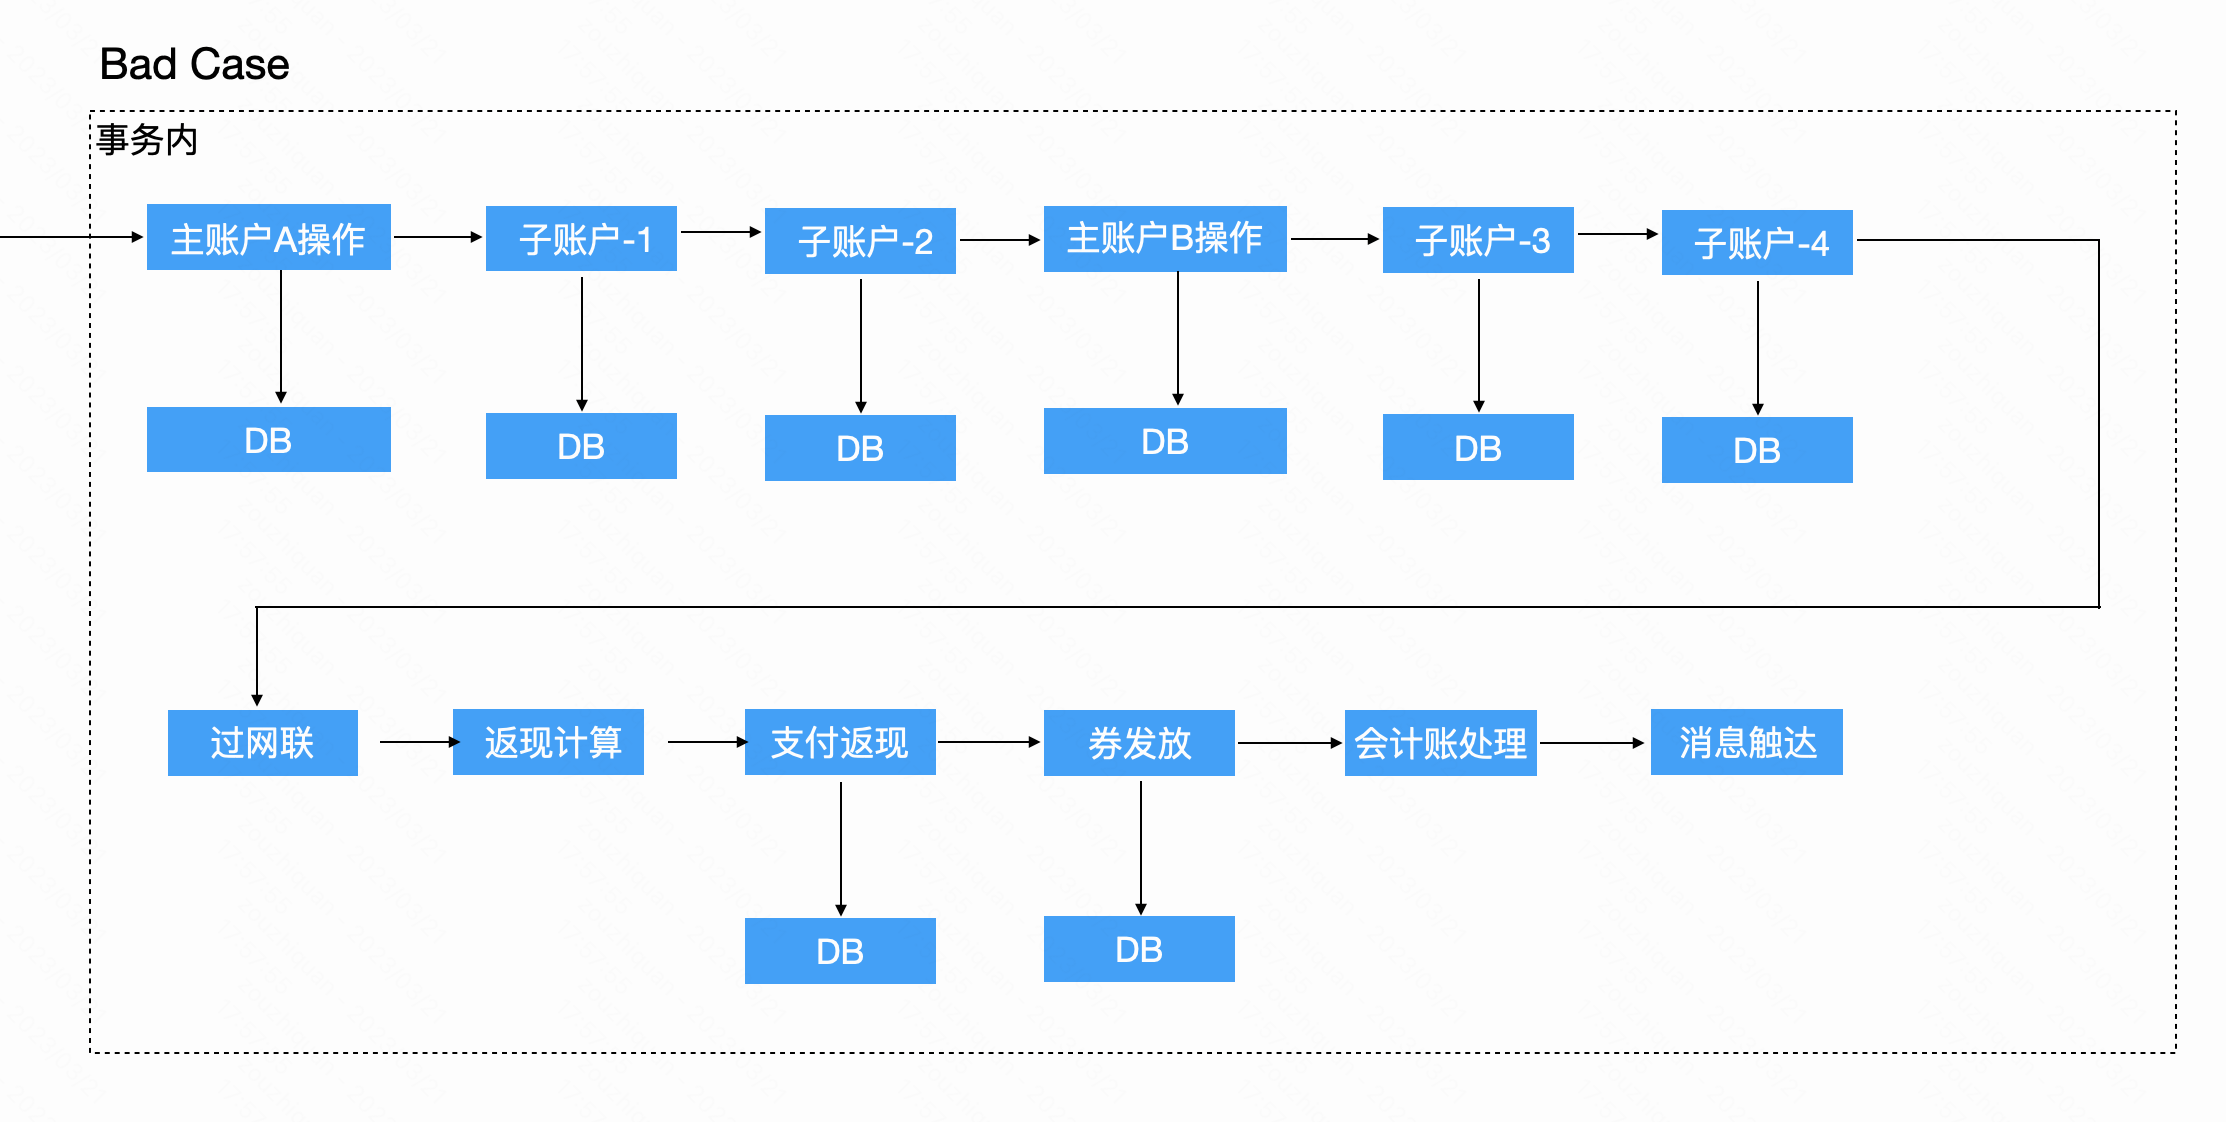 Bad Case
事务内
主账户A操作
子账户-1
子账户-2
主账户B操作
子账户-3
子账户-4
DB
DB
DB
DB
DB
DB
过网联
返现计算
支付返现
券发放
会计账处理
消息触达
DB
DB